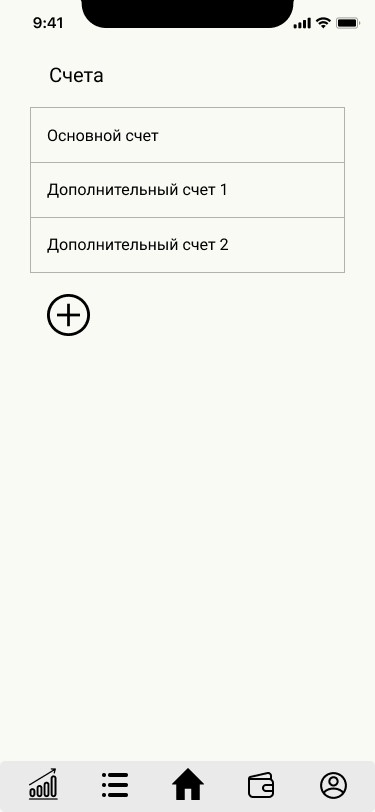 9:41
Счета
Основной счет
Дополнительный счет 1
Дополнительный счет 2